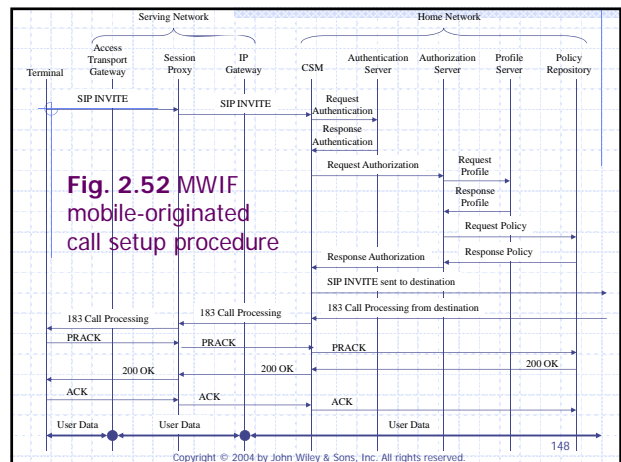 Serving Network
Home Network
Access
Transport
Gateway
Terminal
Session
Proxy
IP
Gateway
CSM
Authentication
Server
Authorization
Server
Profile
Server
Policy
Repository
SIP INVITE
SIP INVITE
Request
Authentication
Response
Authentication
Request Authorization
Request
Profile
Response
Profile
Fig. 2.52 MWIF
mobile-originated
call setup procedure
Request Policy
Response Authorization
Response Policy
SIP INVITE sent to destination
183 Call Processing
183 Call Processing
183 Call Processing from destination
PRACK
PRACK
PRACK
200 OK
200 OK
200 OK
ACK
ACK
ACK
User Data
User Data
User Data
148
Copyright © 2004 by John Wiley & Sons, Inc. All rights reserved.